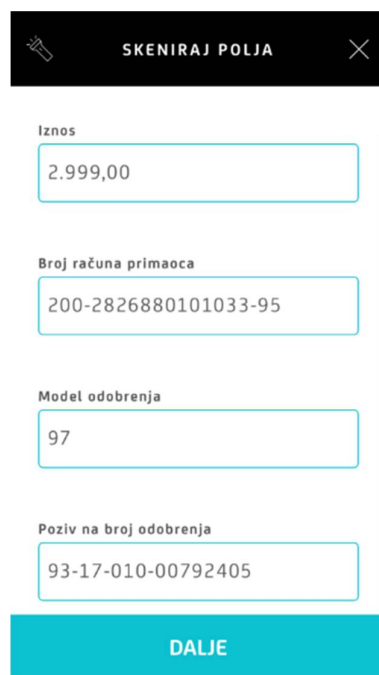 SKENIRAJ POLJA
Iznos
2.999,00
Broj računa primaoca
200-2826880101033-95
Model odobrenja
97
Poziv na broj odobrenja
93-17-010-00792405
DALJE